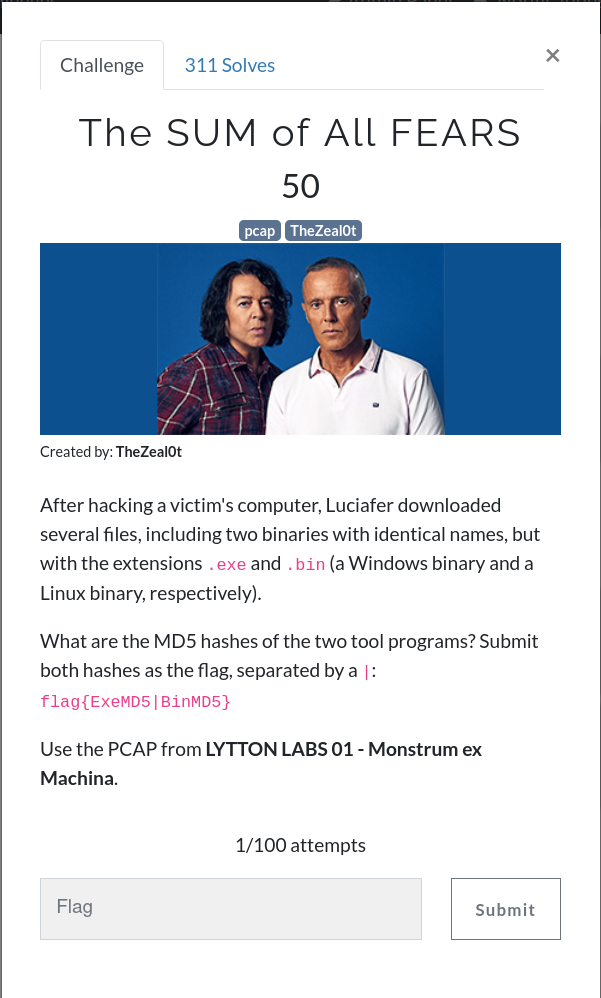 Challenge
311 Solves
×
The SUM of All FEARS
50
pcap TheZeal0t
Created by: TheZeal0t
After hacking a victim's computer, Luciafer downloaded
several files, including two binaries with identical names, but
with the extensions .exe and .bin (a Windows binary and a
Linux binary, respectively).
What are the MD5 hashes of the two tool programs? Submit
both hashes as the flag, separated by a |:
flag{ExeMD5|BinMD5}
Use the PCAP from LYTTON LABS 01 - Monstrum ex
Machina.
1/100 attempts
Flag
Submit